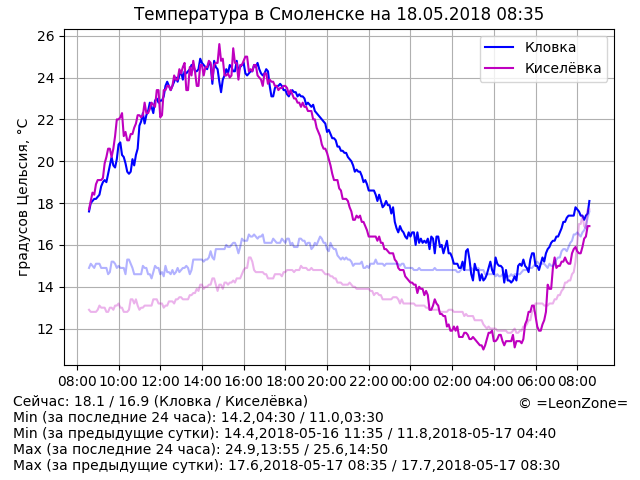 Температура в Смоленске на 18.05.2018 08:35
Кловка
Киселёвка
градусов Цельсия, °C
26
24
22
20
18
16
14
12
08:00 10:00 12:00 14:00 16:00 18:00 20:00 22:00 00:00 02:00 04:00 06:00 08:00
Сейчас: 18.1 / 16.9 (Кловка / Киселёвка)
© =LeonZone=
Min (за последние 24 часа): 14.2,04:30 / 11.0,03:30
Min (за предыдущие сутки): 14.4,2018-05-16 11:35 / 11.8,2018-05-17 04:40
Max (за последние 24 часа): 24.9,13:55 / 25.6,14:50
Max (за предыдущие сутки): 17.6,2018-05-17 08:35 / 17.7,2018-05-17 08:30